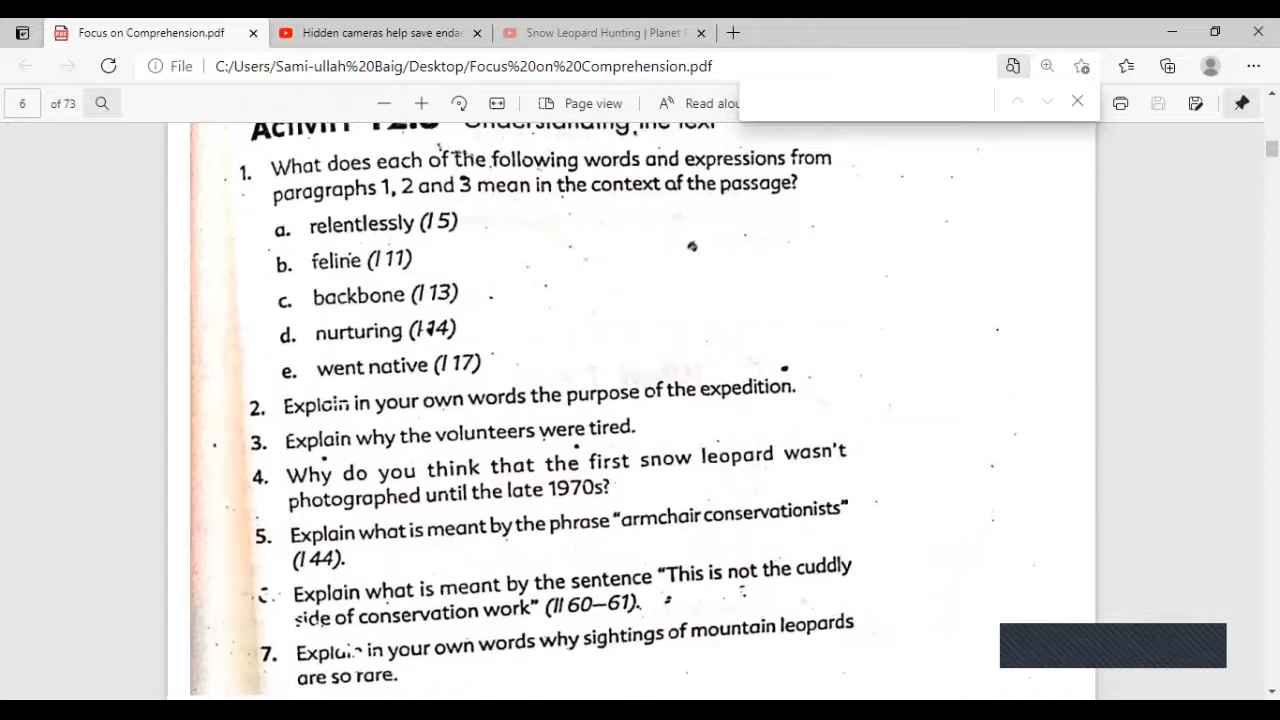 Focus on Comprehension.pdf
Hidden cameras help save enda
Snow Leopard Hunting | Planet
File | C:/Users/Sami-ullah%20Baig/Desktop/Focus%20on%20Comprehension.pdf
6 of 73
Page view
Read alou
Understanding the text
1. What does each of the following words and expressions from
paragraphs 1, 2 and 3 mean in the context of the passage?
a. relentlessly (l 5)
b. feline (l 11)
c. backbone (l 13)
d. nurturing (l 14)
e. went native (l 17)
2. Explain in your own words the purpose of the expedition.
3. Explain why the volunteers were tired.
4. Why do you think that the first snow leopard wasn't
photographed until the late 1970s?
5. Explain what is meant by the phrase "armchair conservationists"
(l 44).
Explain what is meant by the sentence "This is not the cuddly
side of conservation work" (ll 60–61).
7. Explain in your own words why sightings of mountain leopards
are so rare.